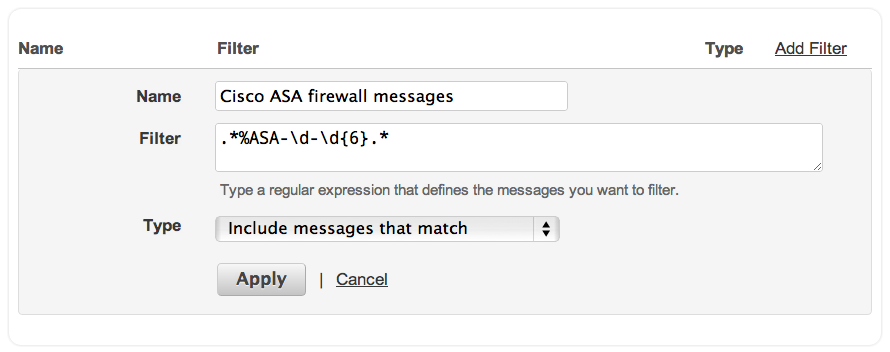 Name Filter Type Add Filter
Name Cisco ASA firewall messages
Filter .*%ASA-\d-\d{6}.*
Type a regular expression that defines the messages you want to filter.
Type Include messages that match
Apply | Cancel